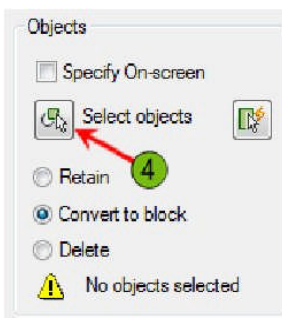 Objects
Specify On-screen
Select objects
4
Retain
Convert to block
Delete
No objects selected